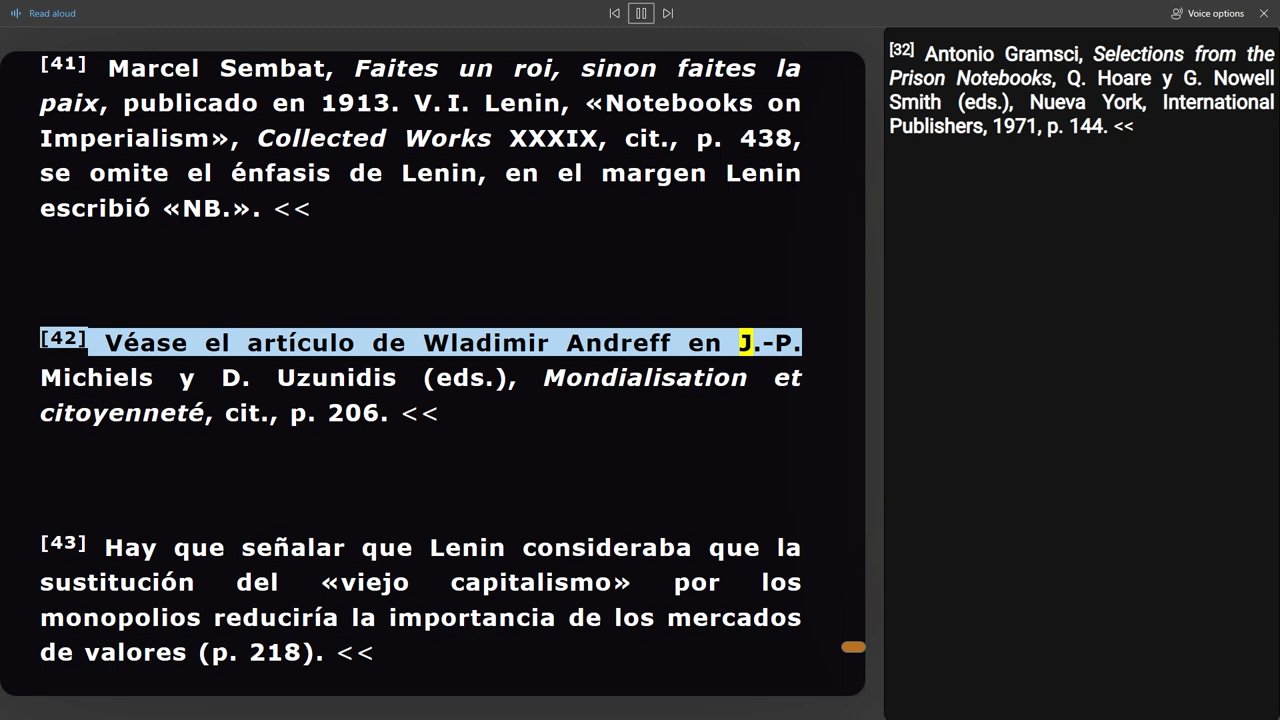 Read aloud
Voice options
[41] Marcel Sembat, Faites un roi, sinon faites la
paix, publicado en 1913. V. I. Lenin, «Notebooks on
Imperialism», Collected Works XXXIX, cit., p. 438,
se omite el énfasis de Lenin, en el margen Lenin
escribió «NB.». <<
[42] Véase el artículo de Wladimir Andreff en J.-P.
Michiels y D. Uzunidis (eds.), Mondialisation et
citoyenneté, cit., p. 206. <<
[43] Hay que señalar que Lenin consideraba que la
sustitución del «viejo capitalismo» por los
monopolios reduciría la importancia de los mercados
de valores (p. 218). <<
[32] Antonio Gramsci, Selections from the
Prison Notebooks, Q. Hoare y G. Nowell
Smith (eds.), Nueva York, International
Publishers, 1971, p. 144. <<